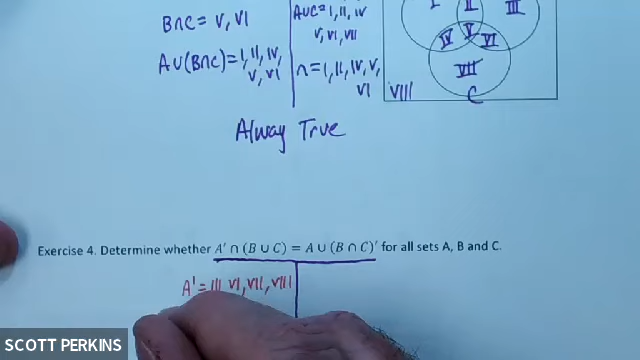 B∩C = V, VI
A∪(B∩C) = I, II, IV,
V, VI
A∪C = I, II, IV
V, VI, VII
∩ = I, II, IV, V,
VI
I II III
IV V VI
VII
VIII
C
Alway True
Exercise 4. Determine whether A′ ∩ (B ∪ C) = A ∪ (B ∩ C)′ for all sets A, B and C.
A' = III, VI, VII, VIII
SCOTT PERKINS